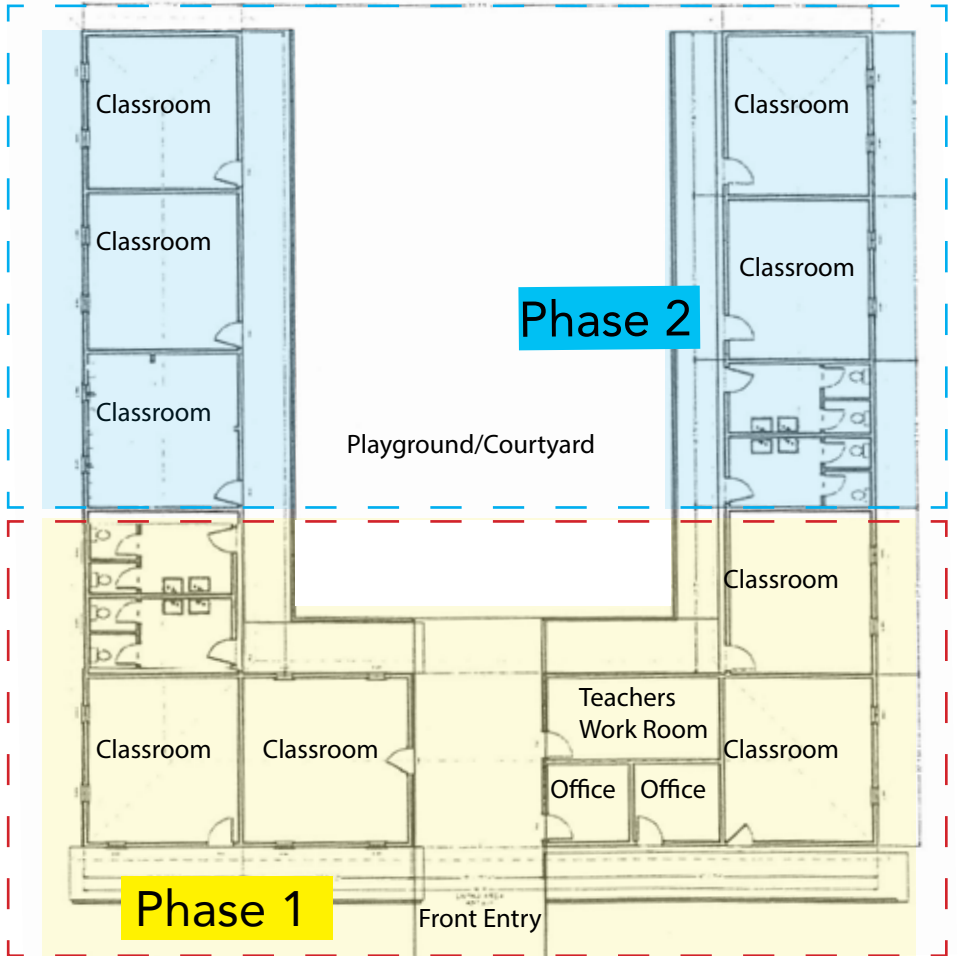 Classroom
Classroom
Classroom
Classroom
Phase 2
Classroom
Playground/Courtyard
Classroom
Teachers
Work Room
Classroom
Classroom
Classroom
Office
Office
Phase 1
Front Entry